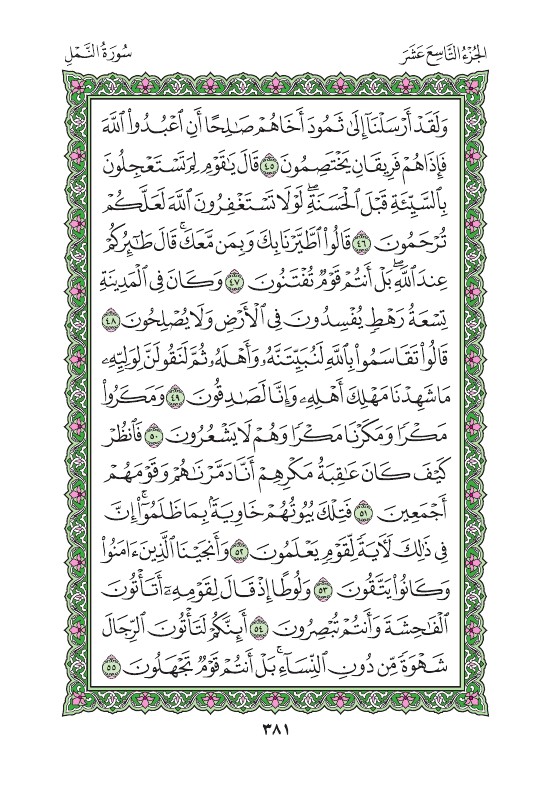 الجُزْءُ التَّاسِعَ عَشَرَ
سُورَةُ النَّمْلِ
وَلَقَدْ أَرْسَلْنَآ إِلَىٰ ثَمُودَ أَخَاهُمْ صَٰلِحًا أَنِ ٱعْبُدُوا۟ ٱللَّهَ
فَإِذَا هُمْ فَرِيقَانِ يَخْتَصِمُونَ ٤٥ قَالَ يَٰقَوْمِ لِمَ تَسْتَعْجِلُونَ
بِٱلسَّيِّئَةِ قَبْلَ ٱلْحَسَنَةِ ۖ لَوْلَا تَسْتَغْفِرُونَ ٱللَّهَ لَعَلَّكُمْ
تُرْحَمُونَ ٤٦ قَالُوا۟ ٱطَّيَّرْنَا بِكَ وَبِمَن مَّعَكَ ۚ قَالَ طَٰٓئِرُكُمْ
عِندَ ٱللَّهِ ۖ بَلْ أَنتُمْ قَوْمٌ تُفْتَنُونَ ٤٧ وَكَانَ فِى ٱلْمَدِينَةِ
تِسْعَةُ رَهْطٍ يُفْسِدُونَ فِى ٱلْأَرْضِ وَلَا يُصْلِحُونَ ٤٨
قَالُوا۟ تَقَاسَمُوا۟ بِٱللَّهِ لَنُبَيِّتَنَّهُۥ وَأَهْلَهُۥ ثُمَّ لَنَقُولَنَّ لِوَلِيِّهِۦ
مَا شَهِدْنَا مَهْلِكَ أَهْلِهِۦ وَإِنَّا لَصَٰدِقُونَ ٤٩ وَمَكَرُوا۟
مَكْرًا وَمَكَرْنَا مَكْرًا وَهُمْ لَا يَشْعُرُونَ ٥٠ فَٱنظُرْ
كَيْفَ كَانَ عَٰقِبَةُ مَكْرِهِمْ أَنَّا دَمَّرْنَٰهُمْ وَقَوْمَهُمْ
أَجْمَعِينَ ٥١ فَتِلْكَ بُيُوتُهُمْ خَاوِيَةًۢ بِمَا ظَلَمُوٓا۟ ۗ إِنَّ
فِى ذَٰلِكَ لَءَايَةً لِّقَوْمٍ يَعْلَمُونَ ٥٢ وَأَنجَيْنَا ٱلَّذِينَ ءَامَنُوا۟
وَكَانُوا۟ يَتَّقُونَ ٥٣ وَلُوطًا إِذْ قَالَ لِقَوْمِهِۦٓ أَتَأْتُونَ
ٱلْفَٰحِشَةَ وَأَنتُمْ تُبْصِرُونَ ٥٤ أَئِنَّكُمْ لَتَأْتُونَ ٱلرِّجَالَ
شَهْوَةً مِّن دُونِ ٱلنِّسَآءِ ۚ بَلْ أَنتُمْ قَوْمٌ تَجْهَلُونَ ٥٥
٣٨١